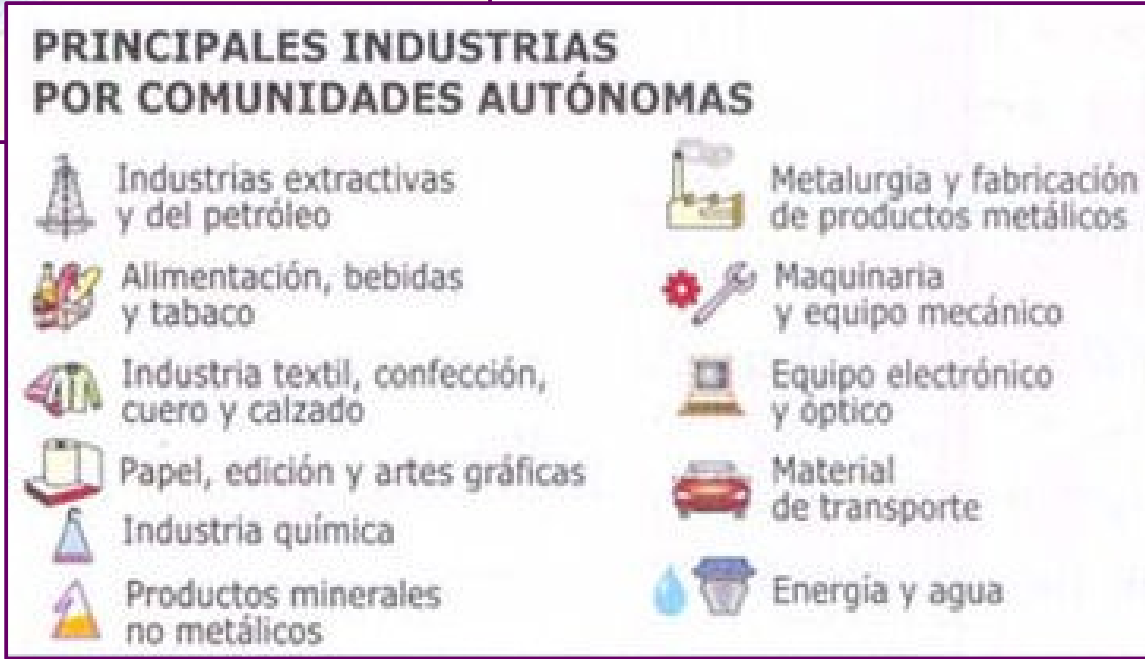 PRINCIPALES INDUSTRIAS
POR COMUNIDADES AUTÓNOMAS
Industrias extractivas
y del petróleo
Alimentación, bebidas
y tabaco
Industria textil, confección,
cuero y calzado
Papel, edición y artes gráficas
Industria química
Productos minerales
no metálicos
Metalurgia y fabricación
de productos metálicos
Maquinaria
y equipo mecánico
Equipo electrónico
y óptico
Material
de transporte
Energía y agua